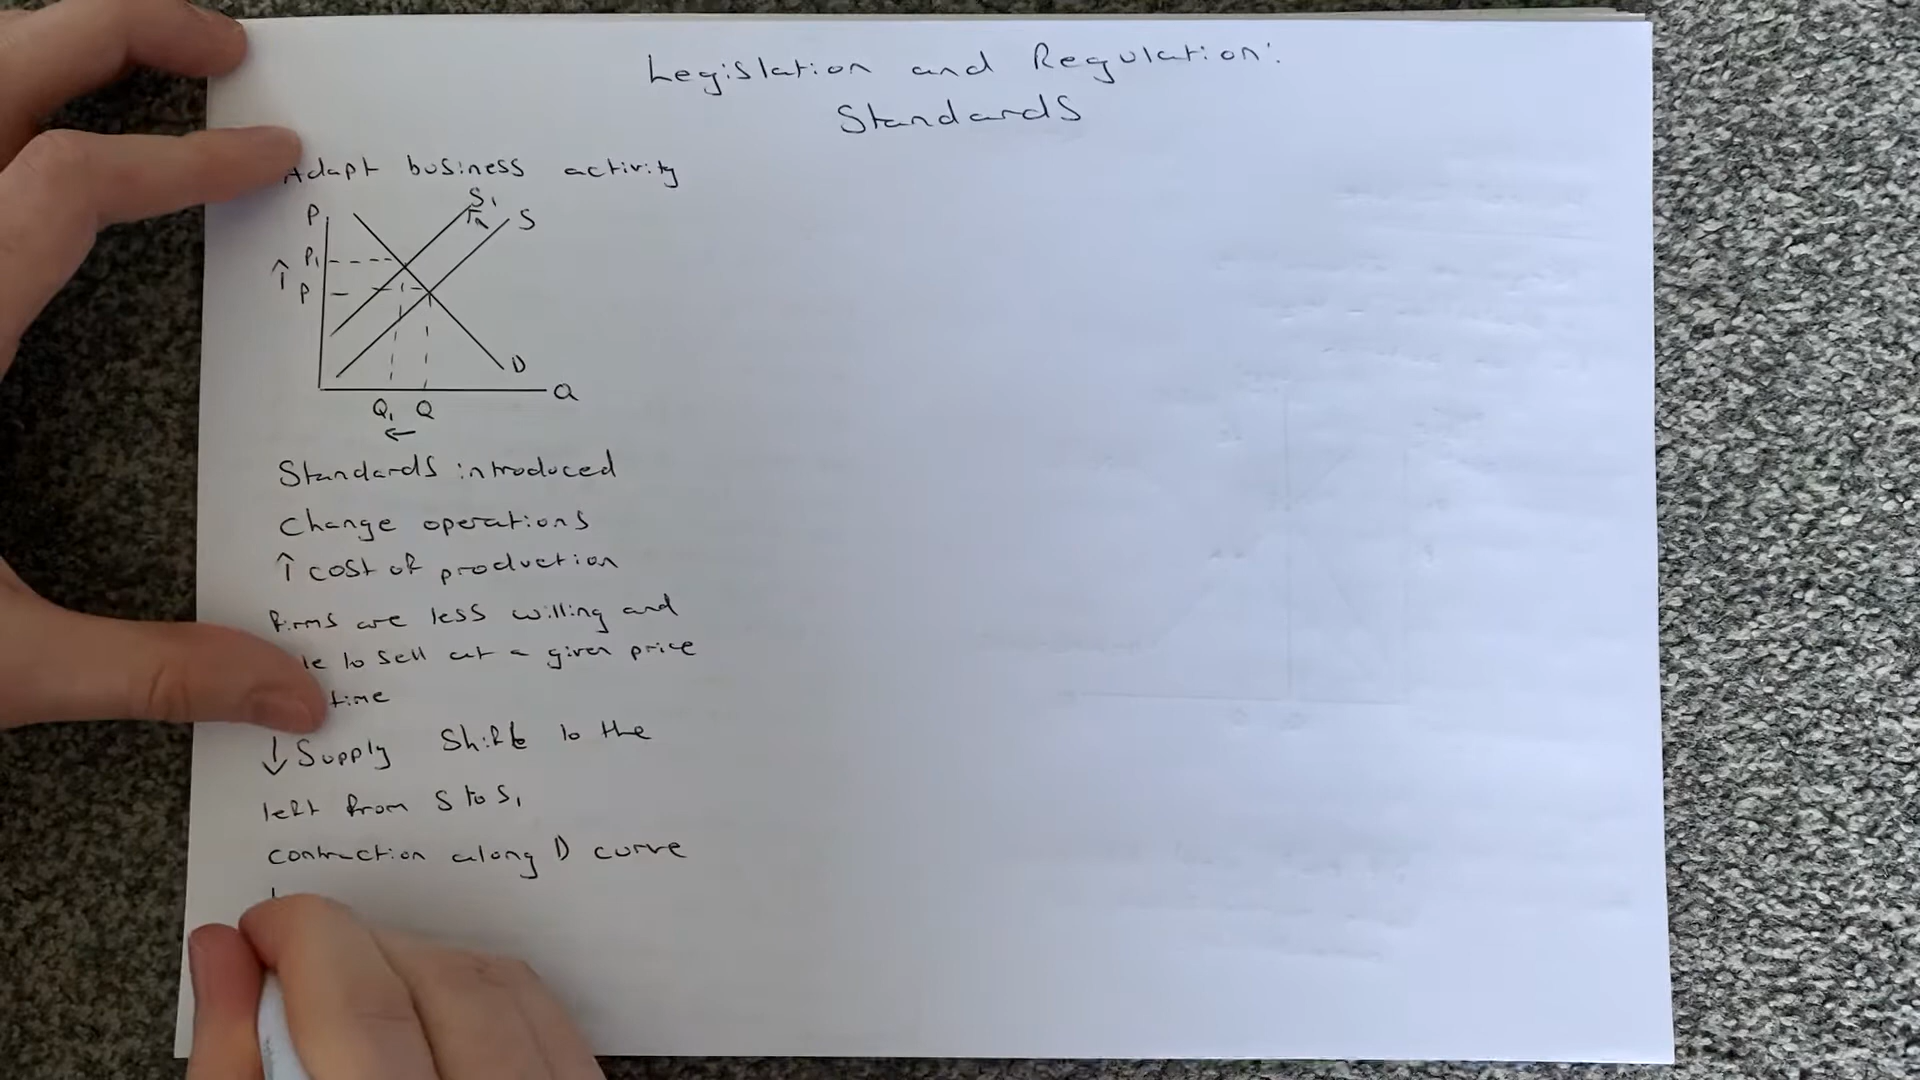 Legislation and Regulation:
Standards
Adapt business activity
S₁
P
S
P₁
↑
P
D
Q
Q₁ Q
←
Standards introduced
change operations
↑ cost of production
firms are less willing and
to sell at a given price
time
↓ Supply Shift to the
left from S to S₁
contraction along D curve